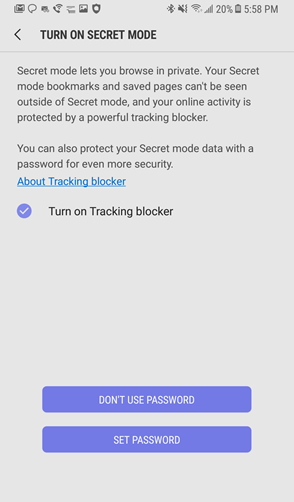 20% 5:58 PM
TURN ON SECRET MODE
Secret mode lets you browse in private. Your Secret
mode bookmarks and saved pages can't be seen
outside of Secret mode, and your online activity is
protected by a powerful tracking blocker.
You can also protect your Secret mode data with a
password for even more security.
About Tracking blocker
Turn on Tracking blocker
DON'T USE PASSWORD
SET PASSWORD